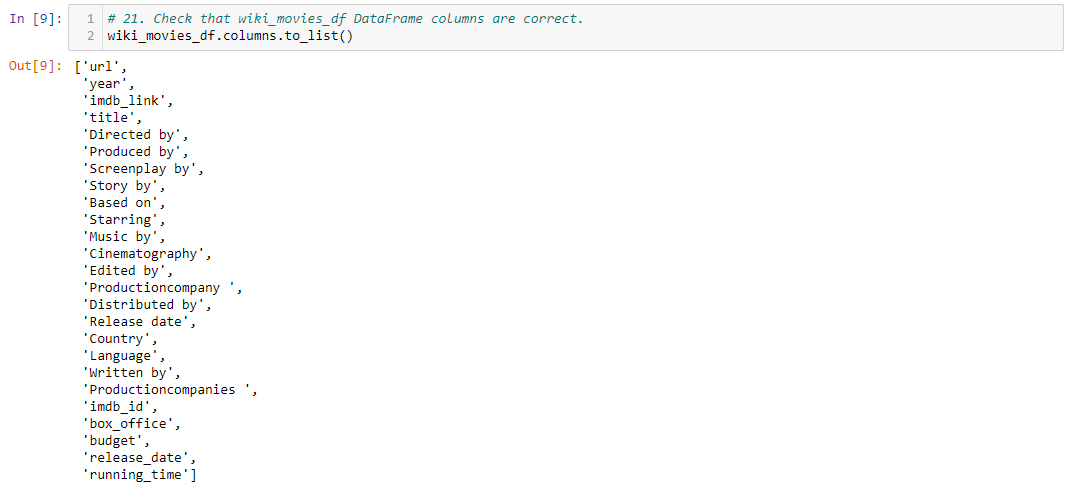 In [9]: 1 # 21. Check that wiki_movies_df DataFrame columns are correct.
2 wiki_movies_df.columns.to_list()
Out[9]: ['url',
'year',
'imdb_link',
'title',
'Directed by',
'Produced by',
'Screenplay by',
'Story by',
'Based on',
'Starring',
'Music by',
'Cinematography',
'Edited by',
'Productioncompany ',
'Distributed by',
'Release date',
'Country',
'Language',
'Written by',
'Productioncompanies ',
'imdb_id',
'box_office',
'budget',
'release_date',
'running_time']